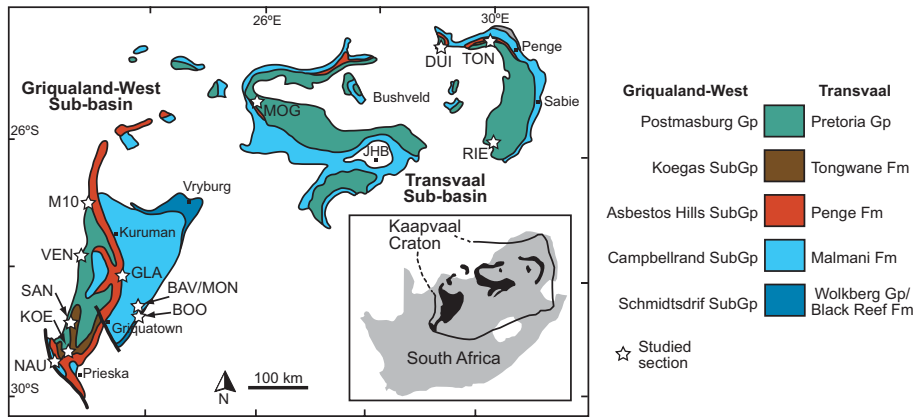 26ºE
30ºE
Penge
DUI
TON
Griqualand-West
Sub-basin
Bushveld
Sabie
MOG
26ºS
JHB
RIE
Transvaal
Sub-basin
Vryburg
M10
Kuruman
VEN
GLA
SAN
BAV/MON
KOE
BOO
Griquatown
NAU
Prieska
30ºS
N
100 km
Kaapvaal
Craton
South Africa
Griqualand-West Transvaal
Postmasburg Gp Pretoria Gp
Koegas SubGp Tongwane Fm
Asbestos Hills SubGp Penge Fm
Campbellrand SubGp Malmani Fm
Schmidtsdrif SubGp Wolkberg Gp/
Black Reef Fm
Studied
section